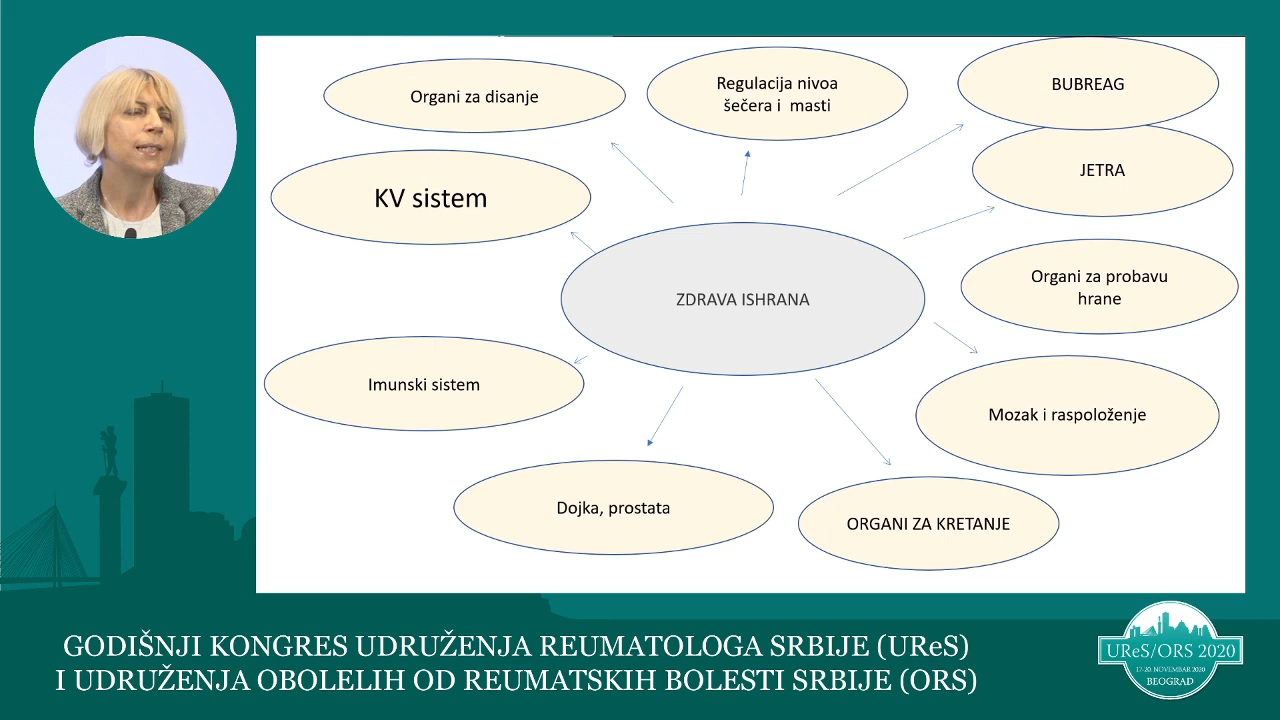 Organi za disanje
Regulacija nivoa
šečera i masti
BUBREAG
JETRA
KV sistem
ZDRAVA ISHRANA
Organi za probavu
hrane
Imunski sistem
Mozak i raspoloženje
Dojka, prostata
ORGANI ZA KRETANJE
GODIŠNJI KONGRES UDRUŽENJA REUMATOLOGA SRBIJE (UReS)
I UDRUŽENJA OBOLELIH OD REUMATSKIH BOLESTI SRBIJE (ORS)
UReS/ORS 2020
17-20. NOVEMBAR 2020
BEOGRAD